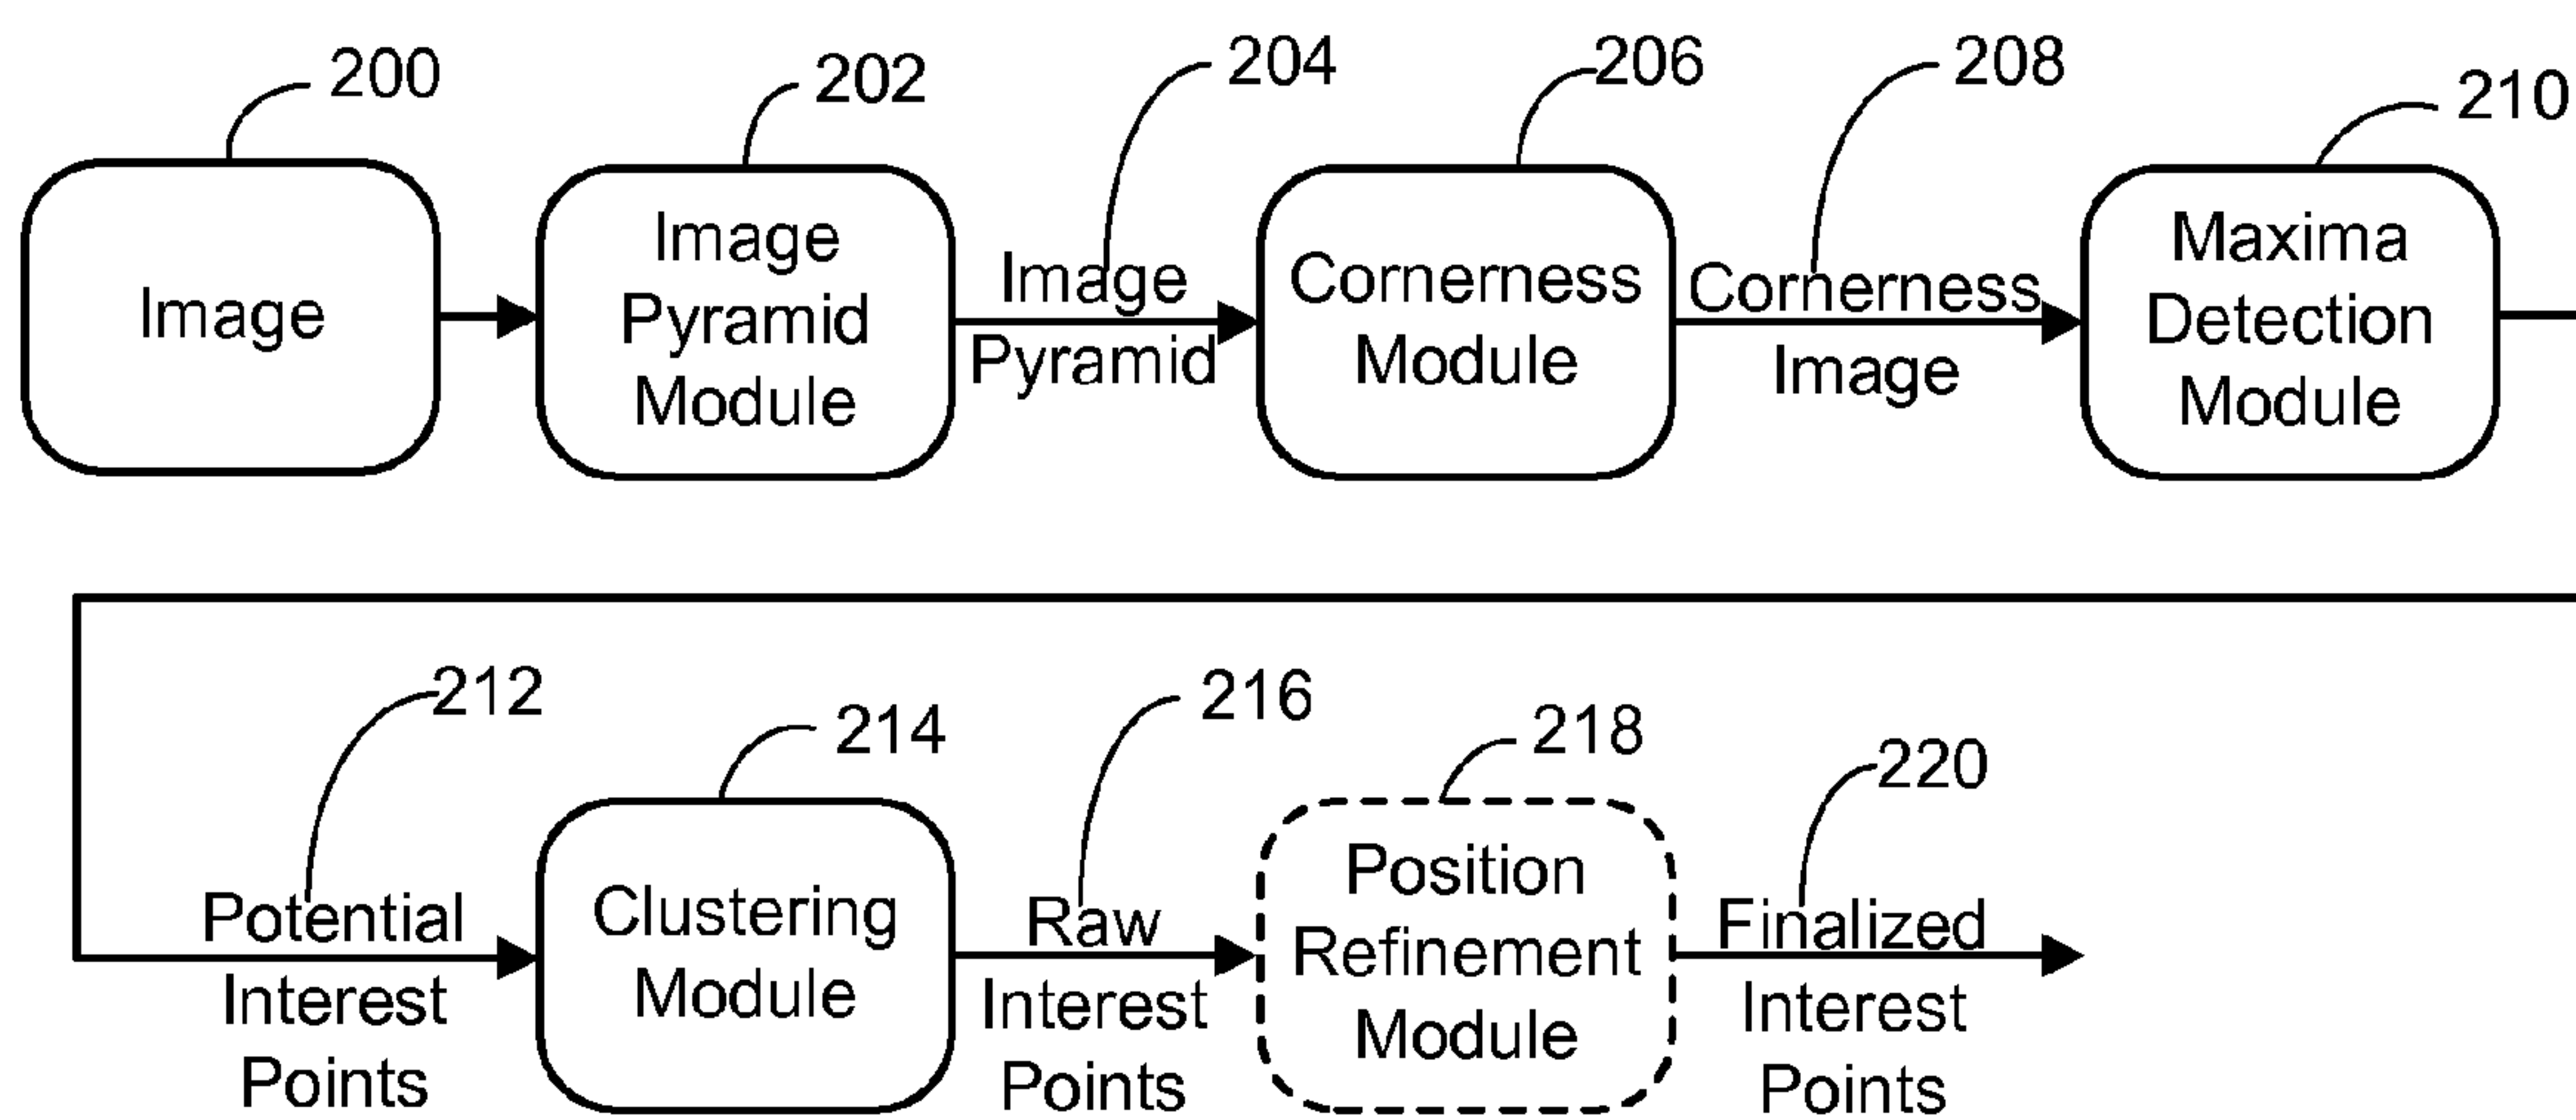 200
202
204
206
208
210
Image
Image
Pyramid
Module
Image
Pyramid
Cornerness
Module
Cornerness
Image
Maxima
Detection
Module
212
214
216
218
220
Potential
Interest
Points
Clustering
Module
Raw
Interest
Points
Position
Refinement
Module
Finalized
Interest
Points